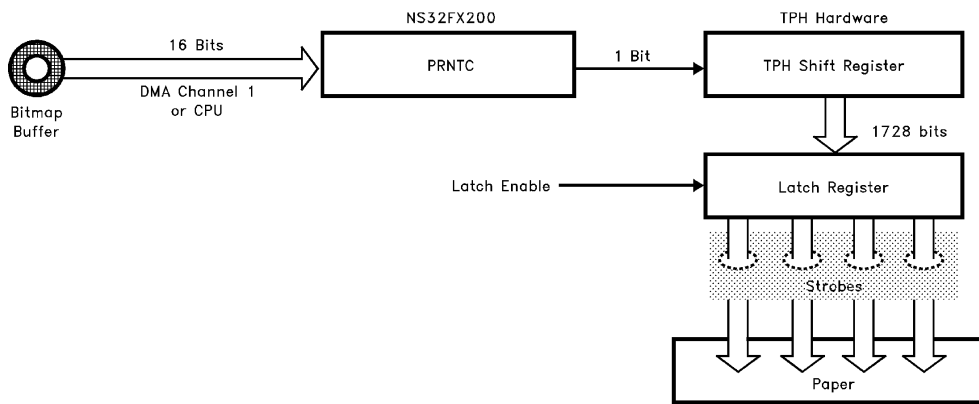 NS32FX200
TPH Hardware
16 Bits
PRNTC
1 Bit
TPH Shift Register
DMA Channel 1
or CPU
Bitmap
Buffer
1728 bits
Latch Enable
Latch Register
Strobes
Paper